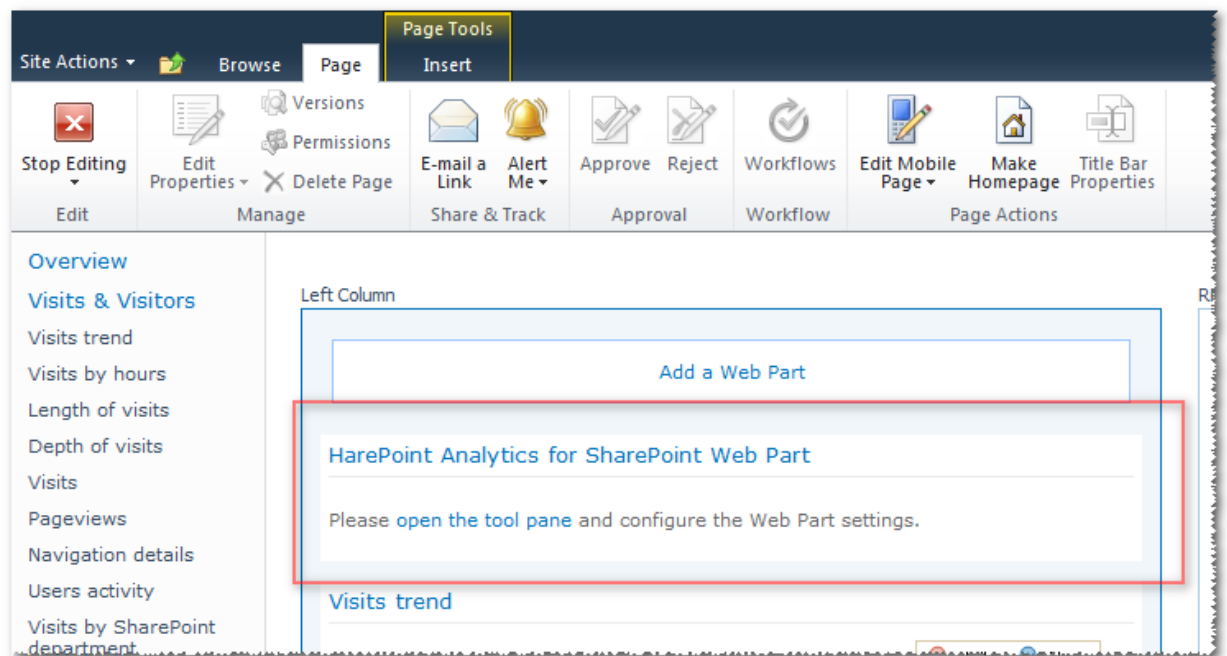 Page Tools
Site Actions Browse Page Insert
Stop Editing
Edit Properties
Versions
Permissions
Delete Page
E-mail a Link
Alert Me
Approve
Reject
Workflows
Edit Mobile Page
Make Homepage
Title Bar Properties
Edit Manage Share & Track Approval Workflow Page Actions
Overview
Visits & Visitors
Visits trend
Visits by hours
Length of visits
Depth of visits
Visits
Pageviews
Navigation details
Users activity
Visits by SharePoint
department
Left Column
Add a Web Part
HarePoint Analytics for SharePoint Web Part
Please open the tool pane and configure the Web Part settings.
Visits trend